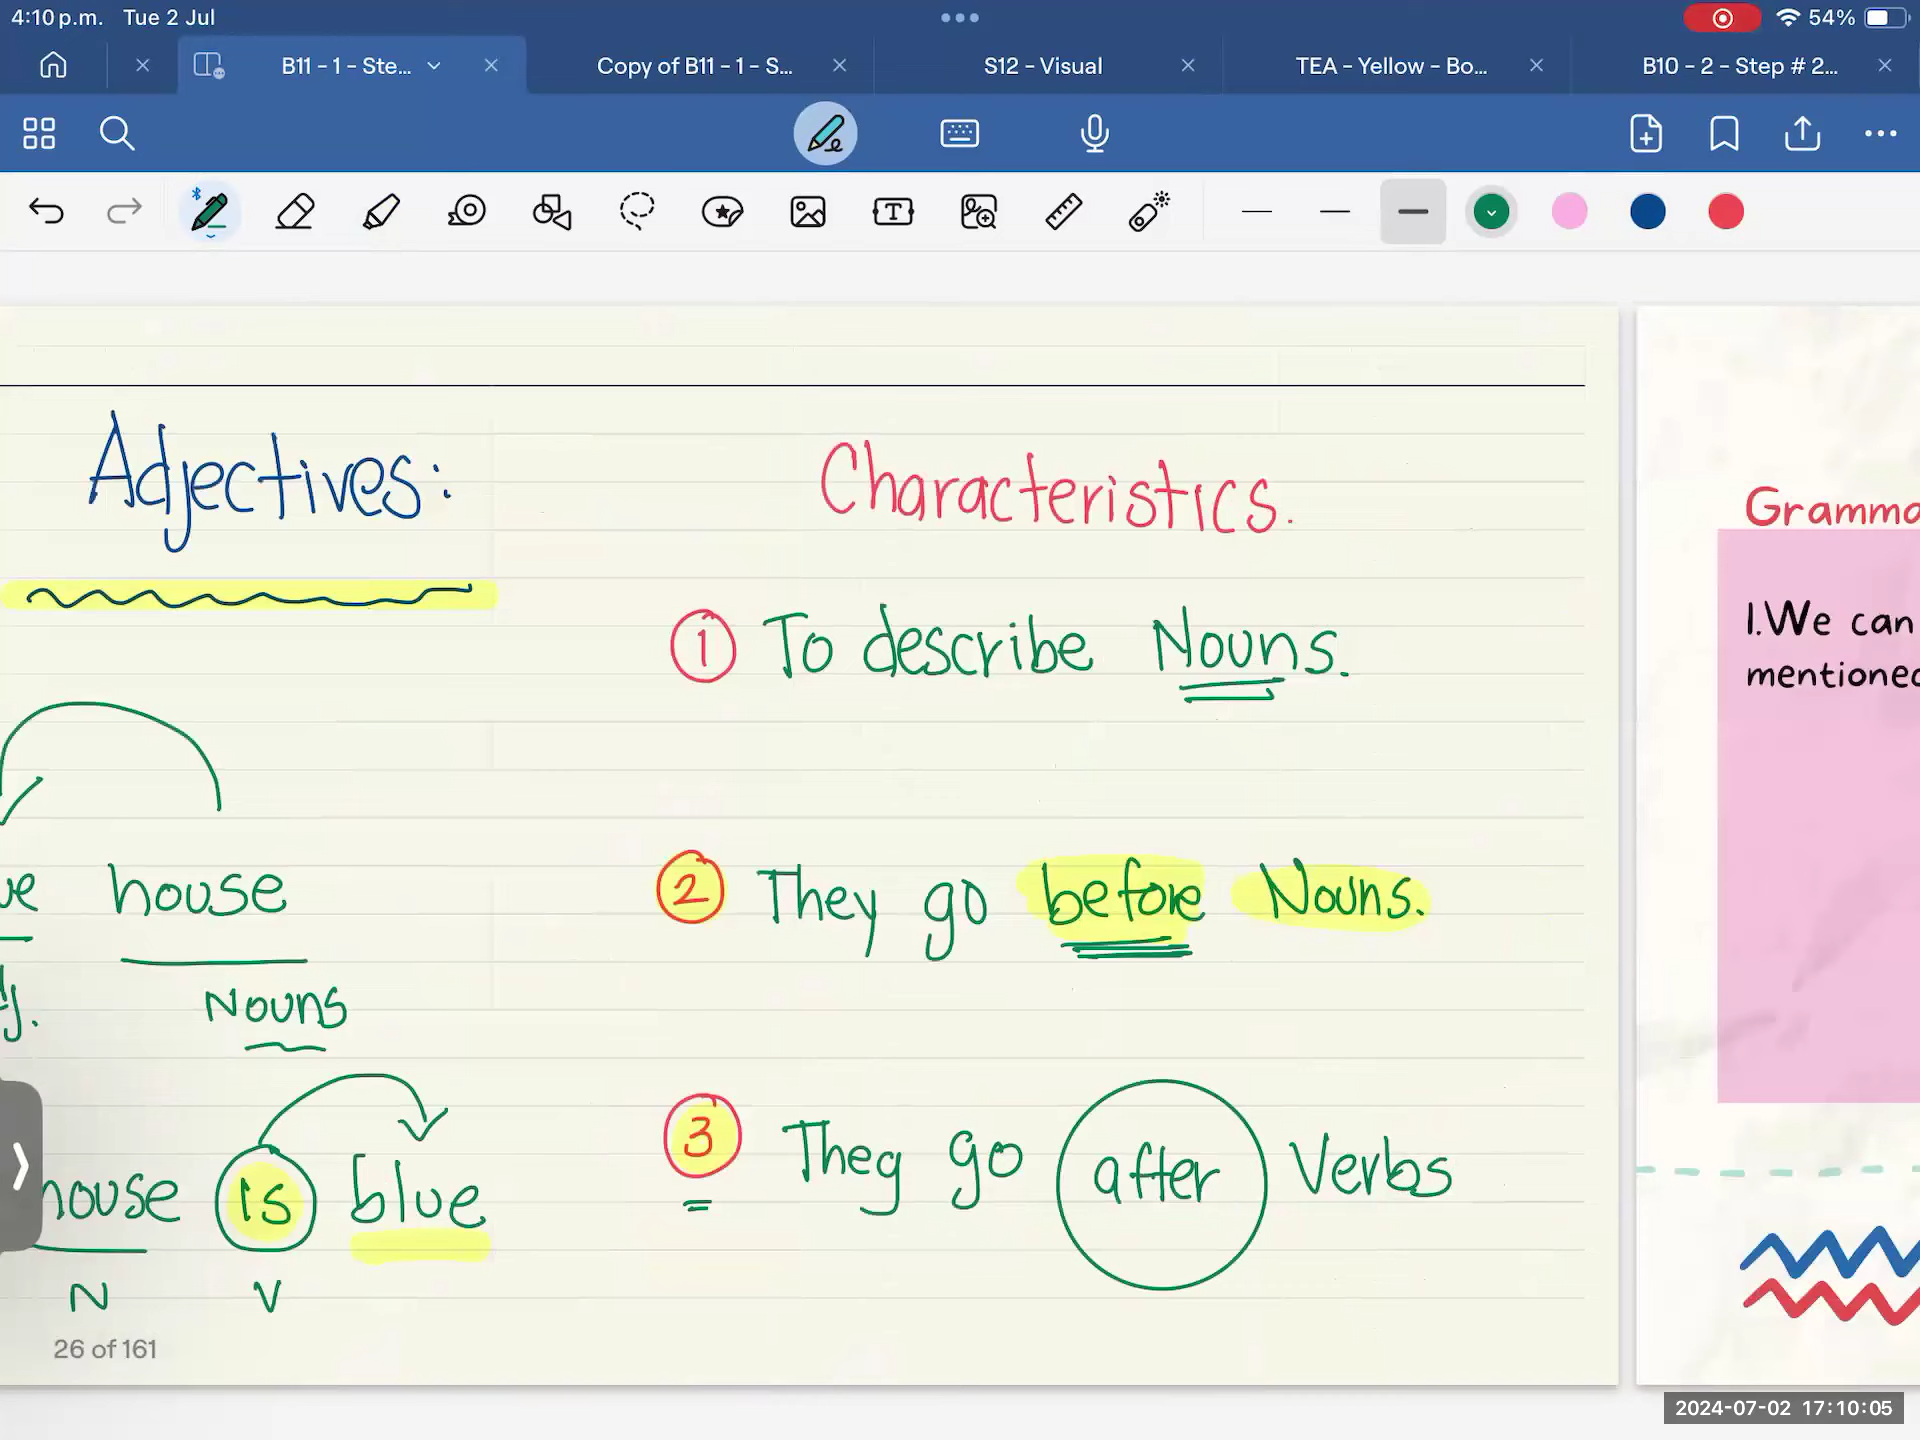 4:10 p.m. Tue 2 Jul
54%
B11 - 1 - Ste...
Copy of B11 - 1 - S...
S12 - Visual
TEA - Yellow - Bo...
B10 - 2 - Step # 2...
Adjectives:
Characteristics.
1 To describe Nouns.
house
Nouns
2 They go before Nouns.
house is blue
N V
3 They go after Verbs
26 of 161
Gramma
1.We can
mentioned
2024-07-02 17:10:05